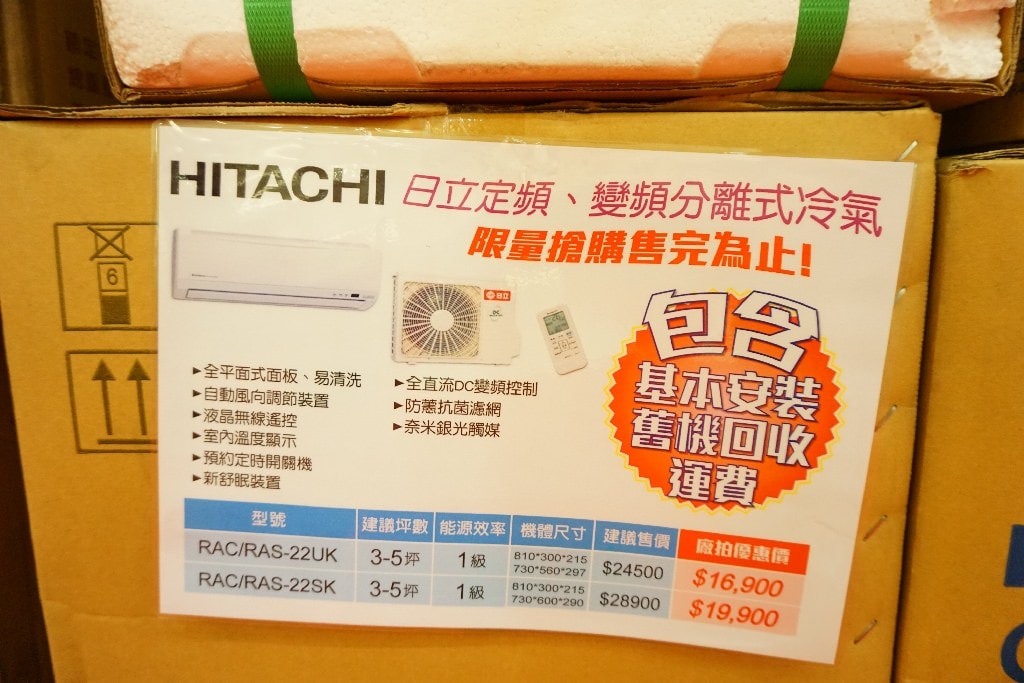 6
HITACHI 日立定頻、變頻分離式冷氣
限量搶購售完為止!
日立
包含
基本安裝
舊機回收
運費
▸全平面式面板、易清洗
▸自動風向調節裝置
▸液晶無線遙控
▸室內溫度顯示
▸預約定時開關機
▸新舒眠裝置
▸全直流DC變頻控制
▸防蟎抗菌濾網
▸奈米銀光觸媒
型號 建議坪數 能源效率 機體尺寸 建議售價 廠拍優惠價
RAC/RAS-22UK 3-5坪 1級 810*300*215 730*560*297 $24500 $16,900
RAC/RAS-22SK 3-5坪 1級 810*300*215 730*600*290 $28900 $19,900